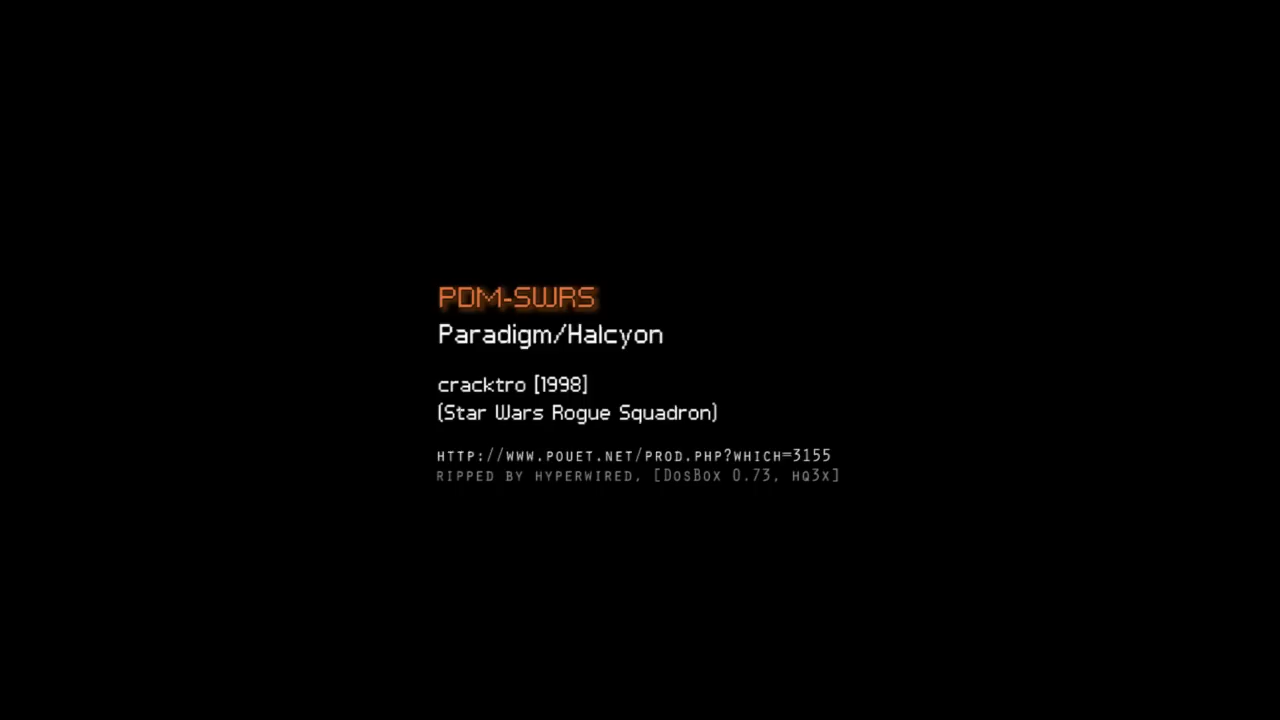 PDM-SWRS
Paradigm/Halcyon
cracktro [1998]
(Star Wars Rogue Squadron)
HTTP://WWW.POUET.NET/PROD.PHP?WHICH=3155
RIPPED BY HYPERWIRED, [DOSBOX 0.73, HQ3X]